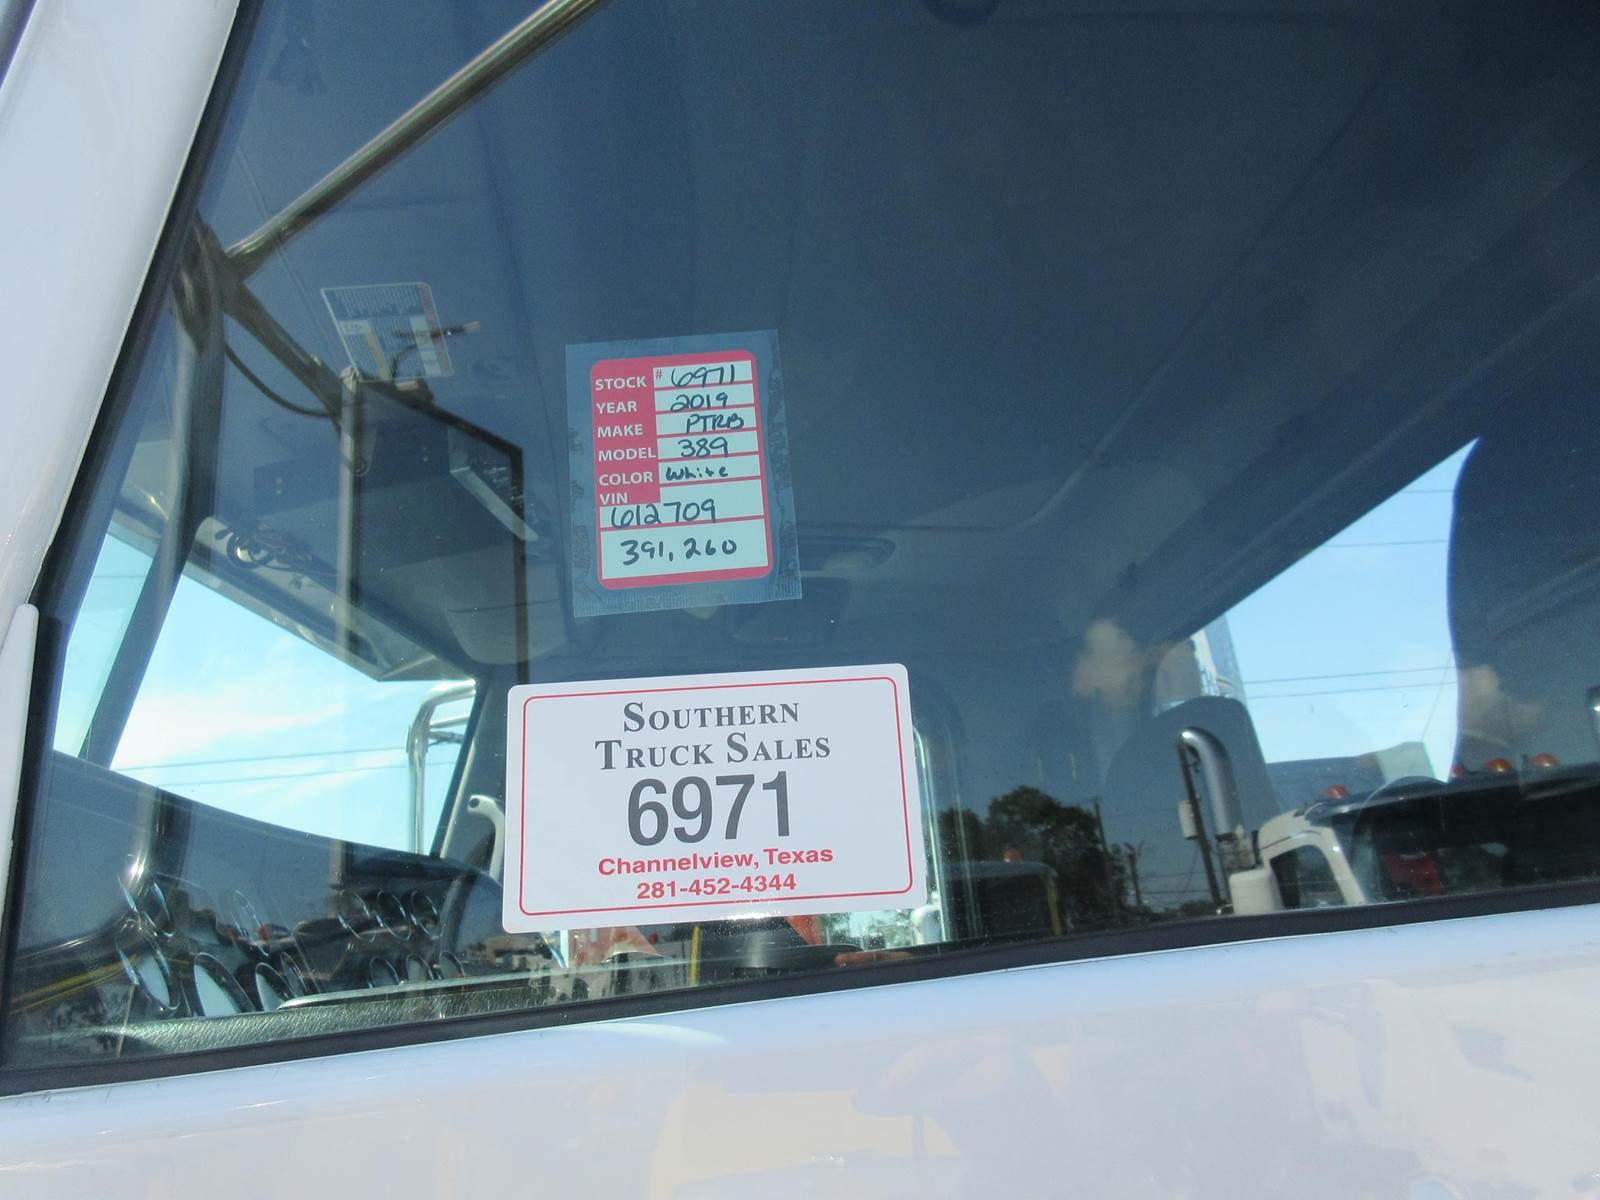 STOCK # 6971
YEAR 2019
MAKE PTRB
MODEL 389
COLOR White
VIN
612709
391,260
SOUTHERN
TRUCK SALES
6971
Channelview, Texas
281-452-4344